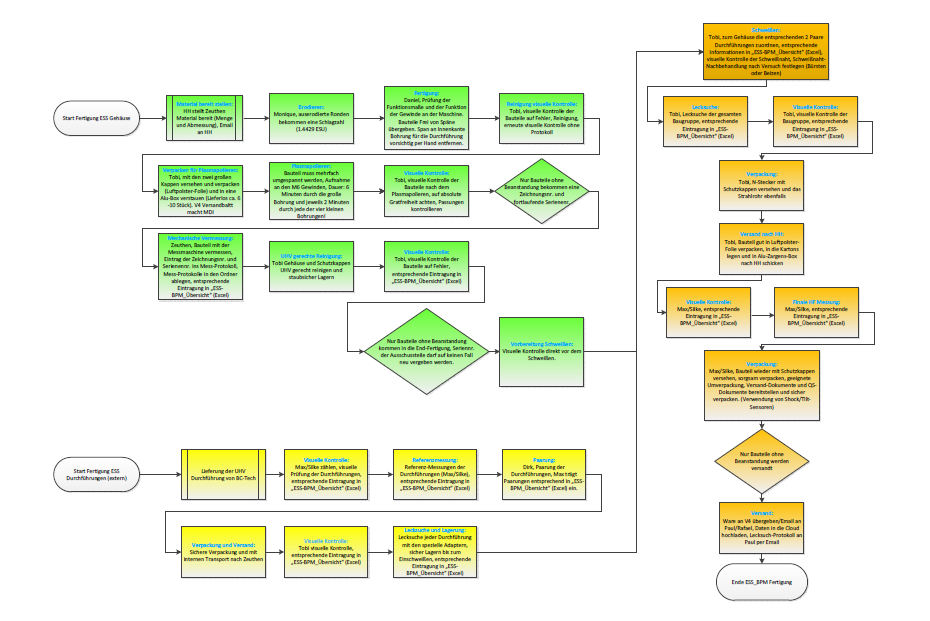 Start Fertigung ESS Gehäuse
Material bereit stellen:
HH stellt Zeuthen
Material bereit (Menge
und Abmessung), Email
an HH
Erodieren:
Monique, auserodierte Ronden
bekommen eine Schlagzahl
(1.4429 ESU)
Fertigung:
Daniel, Prüfung der
Funktionsmaße und der Funktion
der Gewinde an der Maschine.
Bauteile Frei von Späne
übergeben. Span an Innenkante
Bohrung für die Durchführung
vorsichtig per Hand entfernen.
Reinigung visuelle Kontrolle:
Tobi, visuelle Kontrolle der
Bauteile auf Fehler, Reinigung,
erneute visuelle Kontrolle ohne
Protokoll
Verpacken für Plasmapolieren:
Tobi, mit den zwei großen
Kappen versehen und verpacken
(Luftpolster-Folie) und in eine
Alu-Box verstauen (Lieferlos ca. 6
-10 Stück). V4 Versandbaltt
macht MDI
Plasmapolieren:
Bauteil muss mehrfach
umgespannt werden, Aufnahme
an den M6 Gewinden, Dauer: 6
Minuten durch die große
Bohrung und jeweils 2 Minuten
durch jede der vier kleinen
Bohrungen!
Visuelle Kontrolle:
Tobi, visuelle Kontrolle der
Bauteile nach dem
Plasmapolieren, auf absolute
Gratfreiheit achten, Passungen
kontrollieren
Nur Bauteile ohne
Beanstandung bekommen eine
Zeichnungsnr. und
fortlaufende Seriennr.
Mechanische Vermessung:
Zeuthen, Bauteil mit der
Messmaschine vermessen,
Eintrag der Zeichnungsnr. und
Seriennr. ins Mess-Protokoll,
Mess-Protokolle in den Ordner
ablegen, entsprechende
Eintragung in „ESS-
BPM_Übersicht“ (Excel)
UHV gerechte Reinigung:
Tobi Gehäuse und Schutzkappen
UHV gerecht reinigen und
staubsicher Lagern
Visuelle Kontrolle:
Tobi, visuelle Kontrolle der
Bauteile auf Fehler,
entsprechende Eintragung in
„ESS-BPM_Übersicht“ (Excel)
Nur Bauteile ohne Beanstandung
kommen in die End-Fertigung, Seriennr.
der Ausschussteile darf auf keinen Fall
neu vergeben werden.
Vorbereitung Schweißen:
Visuelle Kontrolle direkt vor dem
Schweißen.
Start Fertigung ESS
Durchführungen (extern)
Lieferung der UHV
Durchführung von BC-Tech
Visuelle Kontrolle:
Max/Silke zählen, visuelle
Prüfung der Durchführungen,
entsprechende Eintragung in
„ESS-BPM_Übersicht“ (Excel)
Referenzmessung:
Referenz-Messungen der
Durchführungen (Max/Silke),
entsprechende Eintragung in
„ESS-BPM_Übersicht“ (Excel)
Paarung:
Dirk, Paarung der
Durchführungen, Max trägt
Paarungen entsprechend in „ESS-
BPM_Übersicht“ (Excel) ein.
Verpackung und Versand:
Sichere Verpackung und mit
internen Transport nach Zeuthen
Visuelle Kontrolle:
Tobi visuelle Kontrolle,
entsprechende Eintragung in
„ESS-BPM_Übersicht“ (Excel)
Lecksuche und Lagerung:
Lecksuche jeder Durchführung
mit den spezielle Adaptern,
sicher Lagern bis zum
Einschweißen, entsprechende
Eintragung in „ESS-
BPM_Übersicht“ (Excel)
Schweißen:
Tobi, zum Gehäuse die entsprechenden 2 Paare
Durchführungen zuordnen, entsprechende
Informationen in „ESS-BPM_Übersicht“ (Excel),
visuelle Kontrolle der Schweißnaht, Schweißnaht-
Nachbehandlung nach Versuch festlegen (Bürsten
oder Beizen)
Lecksuche:
Tobi, Lecksuche der gesamten
Baugruppe, entsprechende
Eintragung in „ESS-
BPM_Übersicht“ (Excel)
Visuelle Kontrolle:
Tobi, visuelle Kontrolle der
Baugruppe, entsprechende
Eintragung in „ESS-
BPM_Übersicht“ (Excel)
Verpackung:
Tobi, N-Stecker mit
Schutzkappen versehen und das
Strahlrohr ebenfalls
Versand nach HH:
Tobi, Bauteil gut in Luftpolster-
Folie verpacken, in die Kartons
legen und in Alu-Zargens-Box
nach HH schicken
Visuelle Kontrolle:
Max/Silke, entsprechende
Eintragung in „ESS-
BPM_Übersicht“ (Excel)
Finale HF Messung:
Max/Silke, entsprechende
Eintragung in „ESS-
BPM_Übersicht“ (Excel)
Verpackung:
Max/Silke, Bauteil wieder mit Schutzkappen
versehen, sorgsam verpacken, geeignete
Umverpackung, Versand-Dokumente und QS-
Dokumente bereitstellen und sicher
verpacken. (Verwendung von Shock/Tilt-
Sensoren)
Nur Bauteile ohne
Beanstandung werden
versandt
Versand:
Ware an V4 übergeben/Email an
Paul/Rafael, Daten in die Cloud
hochladen, Lecksuch-Protokoll an
Paul per Email
Ende ESS_BPM Fertigung